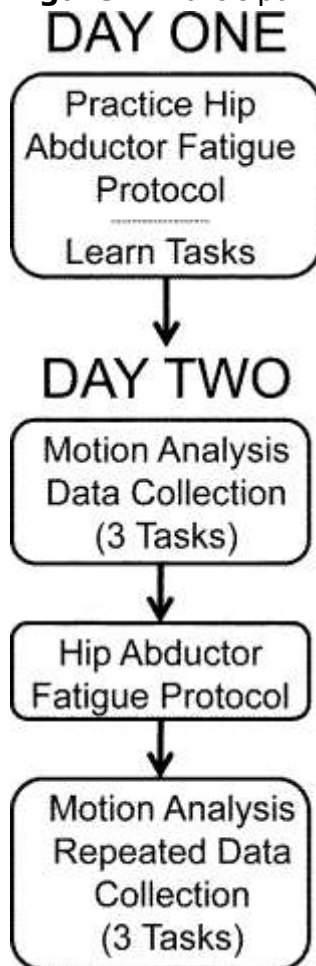 DAY ONE
Practice Hip
Abductor Fatigue
Protocol
Learn Tasks
DAY TWO
Motion Analysis
Data Collection
(3 Tasks)
Hip Abductor
Fatigue Protocol
Motion Analysis
Repeated Data
Collection
(3 Tasks)